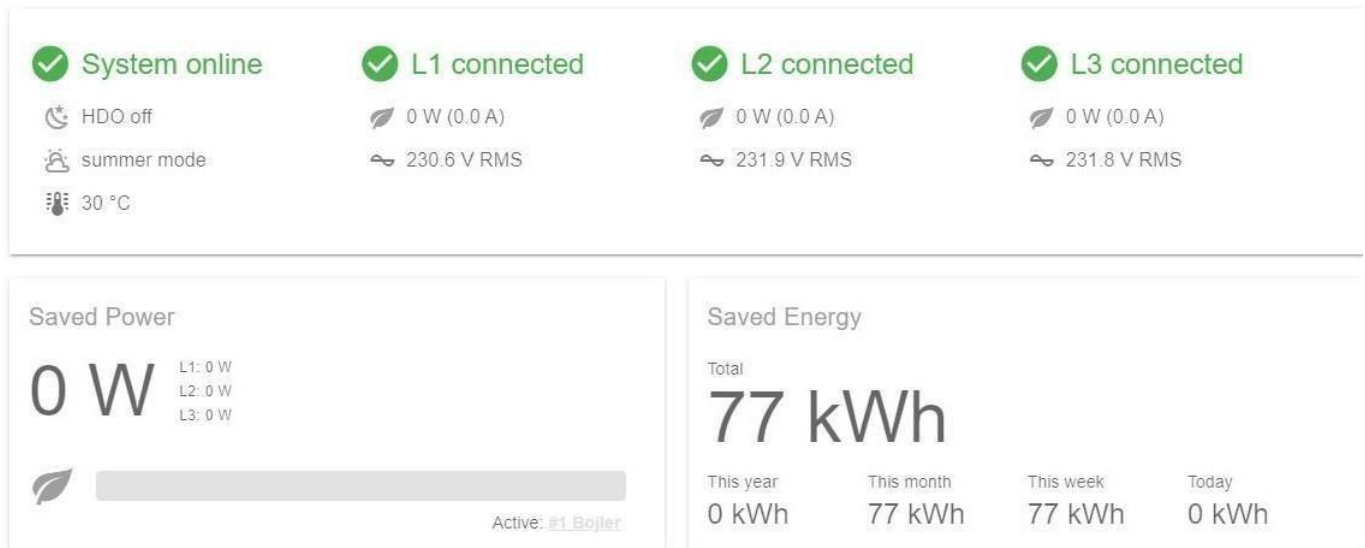 System online
HDO off
summer mode
30 °C
L1 connected
0 W (0.0 A)
230.6 V RMS
L2 connected
0 W (0.0 A)
231.9 V RMS
L3 connected
0 W (0.0 A)
231.8 V RMS
Saved Power
0 W
L1: 0 W
L2: 0 W
L3: 0 W
Active: #1 Bojler
Saved Energy
Total
77 kWh
This year
0 kWh
This month
77 kWh
This week
77 kWh
Today
0 kWh